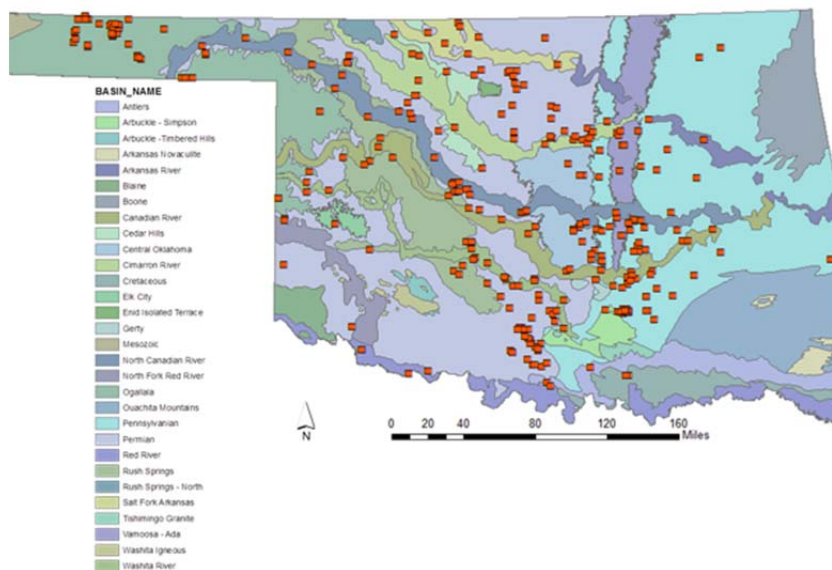 BASIN_NAME
Antlers
Arbuckle - Simpson
Arbuckle -Timbered Hills
Arkansas Novaculite
Arkansas River
Blaine
Boone
Canadian River
Cedar Hills
Central Oklahoma
Cimarron River
Cretaceous
Elk City
Enid Isolated Terrace
Gerty
Mesozoic
North Canadian River
North Fork Red River
Ogallala
Ouachita Mountains
Pennsylvanian
Permian
Red River
Rush Springs
Rush Springs - North
Salt Fork Arkansas
Tishimingo Granite
Vamoosa - Ada
Washita Igneous
Washita River
N
0 20 40 80 120 160
Miles